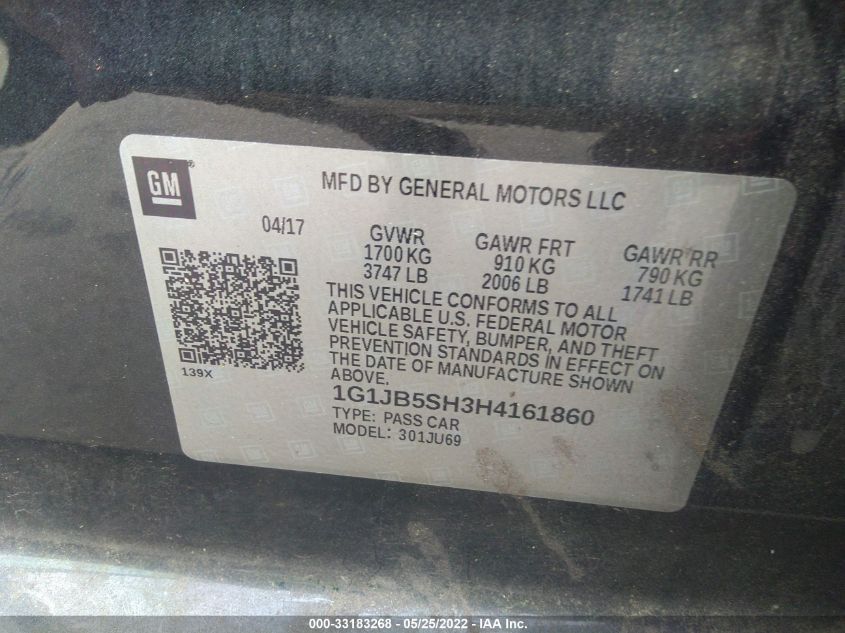 GM®
MFD BY GENERAL MOTORS LLC
04/17
GVWR
1700 KG
3747 LB
GAWR FRT
910 KG
2006 LB
GAWR RR
790 KG
1741 LB
THIS VEHICLE CONFORMS TO ALL
APPLICABLE U.S. FEDERAL MOTOR
VEHICLE SAFETY, BUMPER, AND THEFT
PREVENTION STANDARDS IN EFFECT ON
THE DATE OF MANUFACTURE SHOWN
ABOVE.
139X
1G1JB5SH3H4161860
TYPE: PASS CAR
MODEL: 301JU69
000-33183268 - 05/25/2022 - IAA Inc.